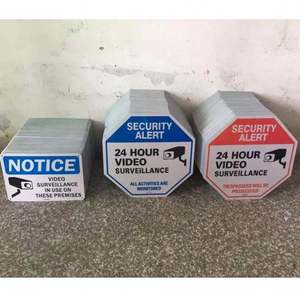 NOTICE
VIDEO
SURVEILLANCE
IN USE ON
THESE PREMISES
SECURITY
ALERT
24 HOUR
VIDEO
SURVEILLANCE
ALL ACTIVITIES ARE
MONITORED
SECURITY
ALERT
24 HOUR
VIDEO
SURVEILLANCE
TRESPASSERS WILL BE
PROSECUTED